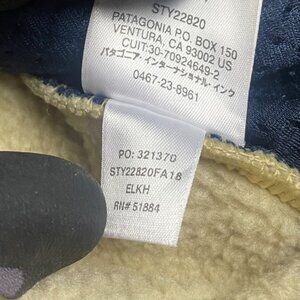 STY22820
PATAGONIA P.O. BOX 150
VENTURA, CA 93002 US
CUIT:30-70924649-2
パタゴニア・インターナショナル・インク
0467-23-8961
PO: 321370
STY22820FA18
ELKH
RN# 51884